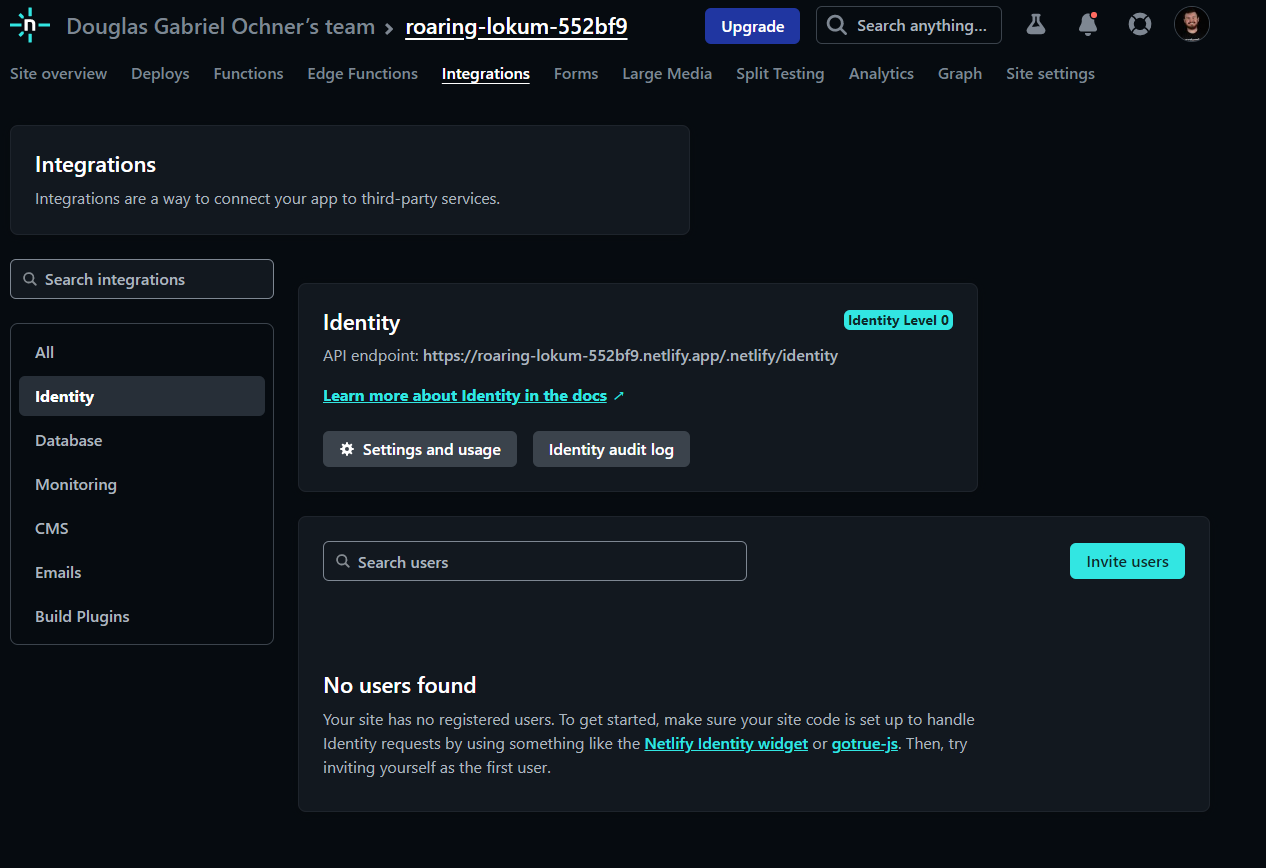 Douglas Gabriel Ochner's team > roaring-lokum-552bf9
Upgrade
Search anything...
Site overview Deploys Functions Edge Functions Integrations Forms Large Media Split Testing Analytics Graph Site settings
Integrations
Integrations are a way to connect your app to third-party services.
Search integrations
All
Identity
Database
Monitoring
CMS
Emails
Build Plugins
Identity
Identity Level 0
API endpoint: https://roaring-lokum-552bf9.netlify.app/.netlify/identity
Learn more about Identity in the docs ↗
Settings and usage
Identity audit log
Search users
Invite users
No users found
Your site has no registered users. To get started, make sure your site code is set up to handle
Identity requests by using something like the Netlify Identity widget or gotrue-js. Then, try
inviting yourself as the first user.